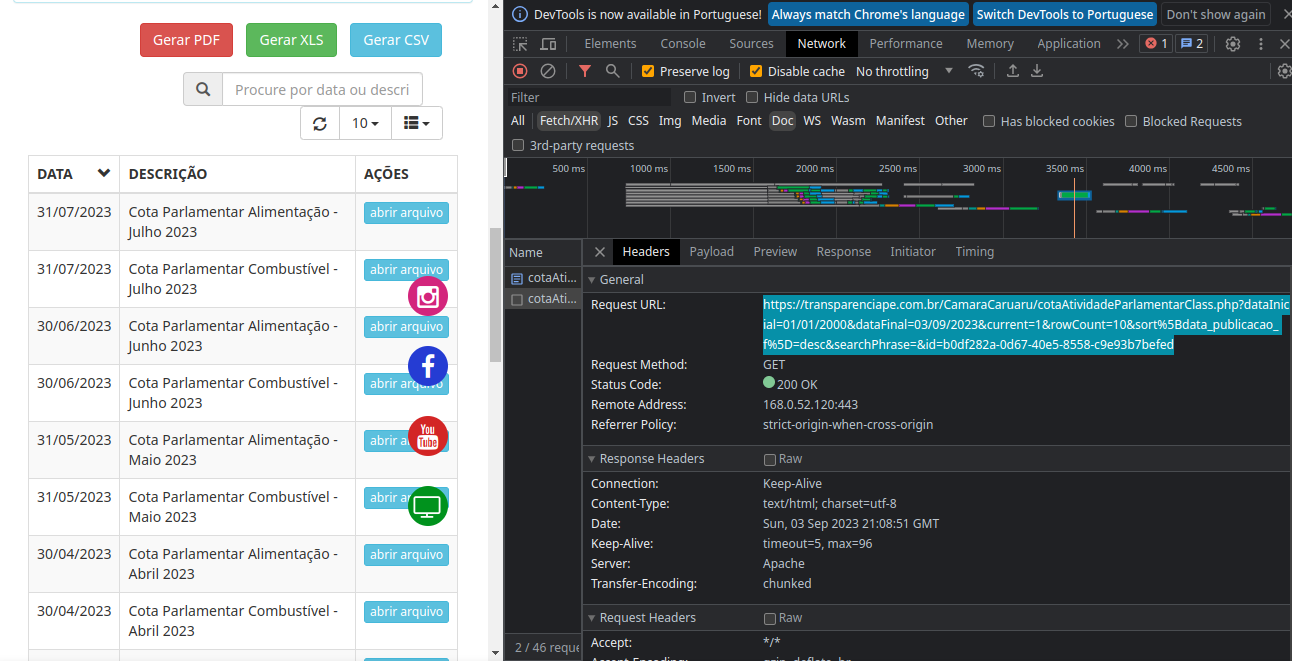 Gerar PDF Gerar XLS Gerar CSV
Procure por data ou descri
10
DATA DESCRIÇÃO AÇÕES
31/07/2023 Cota Parlamentar Alimentação - Julho 2023 abrir arquivo
31/07/2023 Cota Parlamentar Combustível - Julho 2023 abrir arquivo
30/06/2023 Cota Parlamentar Alimentação - Junho 2023 abrir arquivo
30/06/2023 Cota Parlamentar Combustível - Junho 2023 abrir arquivo
31/05/2023 Cota Parlamentar Alimentação - Maio 2023 abrir
You Tube
31/05/2023 Cota Parlamentar Combustível - Maio 2023 abrir
30/04/2023 Cota Parlamentar Alimentação - Abril 2023 abrir arquivo
30/04/2023 Cota Parlamentar Combustível - Abril 2023 abrir arquivo
DevTools is now available in Portuguese! Always match Chrome's language Switch DevTools to Portuguese Don't show again
Elements Console Sources Network Performance Memory Application 1 2
Preserve log Disable cache No throttling
Filter Invert Hide data URLs
All Fetch/XHR JS CSS Img Media Font Doc WS Wasm Manifest Other Has blocked cookies Blocked Requests
3rd-party requests
500 ms 1000 ms 1500 ms 2000 ms 2500 ms 3000 ms 3500 ms 4000 ms 4500 ms
Name
cotaAti...
cotaAti...
2 / 46 reque
Headers Payload Preview Response Initiator Timing
General
Request URL: https://transparenciape.com.br/CamaraCaruaru/cotaAtividadeParlamentarClass.php?dataInic
ial=01/01/2000&dataFinal=03/09/2023&current=1&rowCount=10&sort%5Bdata_publicacao_
f%5D=desc&searchPhrase=&id=b0df282a-0d67-40e5-8558-c9e93b7befed
Request Method: GET
Status Code: 200 OK
Remote Address: 168.0.52.120:443
Referrer Policy: strict-origin-when-cross-origin
Response Headers Raw
Connection: Keep-Alive
Content-Type: text/html; charset=utf-8
Date: Sun, 03 Sep 2023 21:08:51 GMT
Keep-Alive: timeout=5, max=96
Server: Apache
Transfer-Encoding: chunked
Request Headers Raw
Accept: */*